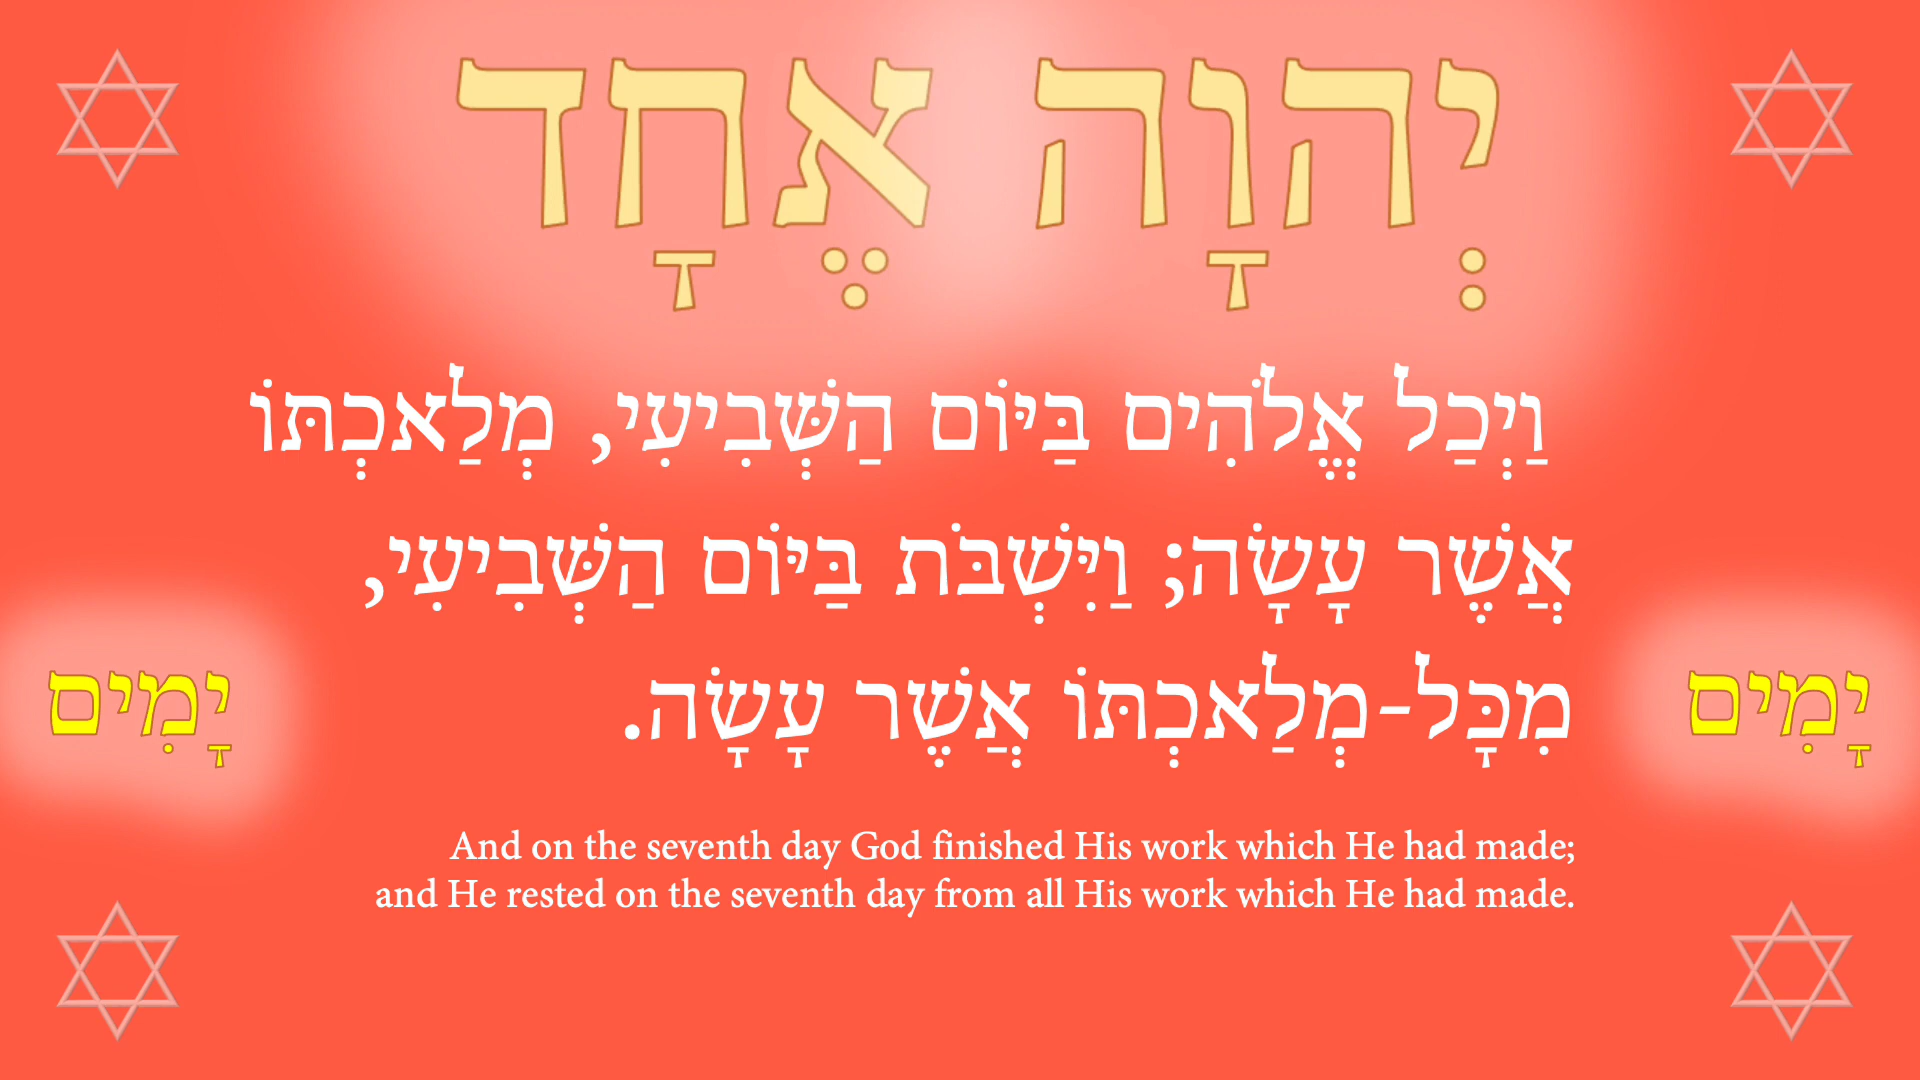 יְהוָה אֶחָד
וַיְכַל אֱלֹהִים בַּיּוֹם הַשְּׁבִיעִי, מְלַאכְתּוֹ
אֲשֶׁר עָשָׂה; וַיִּשְׁבֹּת בַּיּוֹם הַשְּׁבִיעִי,
מִכָּל-מְלַאכְתּוֹ אֲשֶׁר עָשָׂה.
יָמִים
יָמִים
And on the seventh day God finished His work which He had made;
and He rested on the seventh day from all His work which He had made.